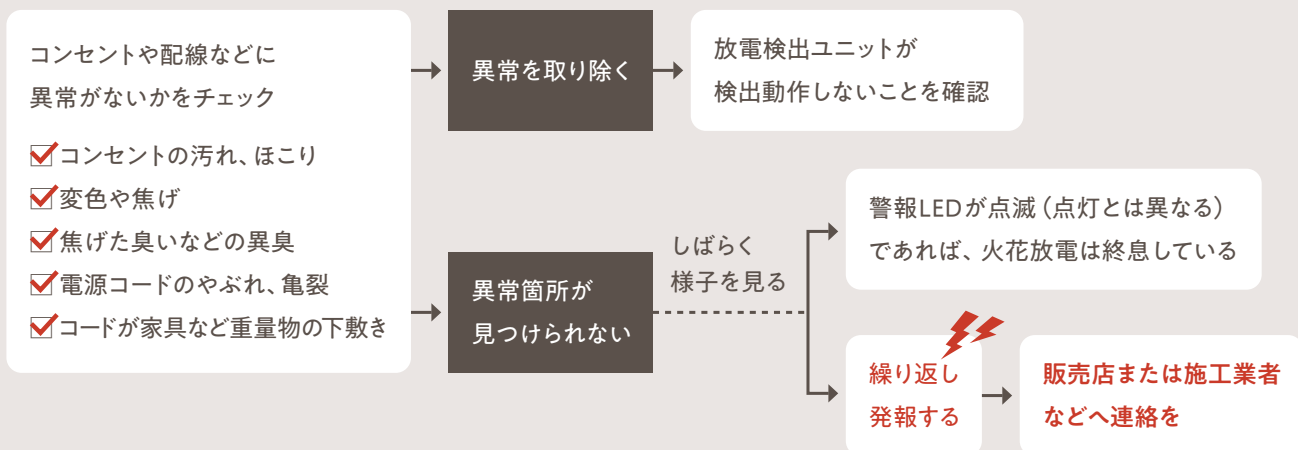 コンセントや配線などに
異常がないかをチェック
コンセントの汚れ、ほこり
変色や焦げ
焦げた臭いなどの異臭
電源コードのやぶれ、亀裂
コードが家具など重量物の下敷き
異常を取り除く
放電検出ユニットが
検出動作しないことを確認
異常箇所が
見つけられない
しばらく
様子を見る
警報LEDが点滅（点灯とは異なる）
であれば、火花放電は終息している
繰り返し
発報する
販売店または施工業者
などへ連絡を